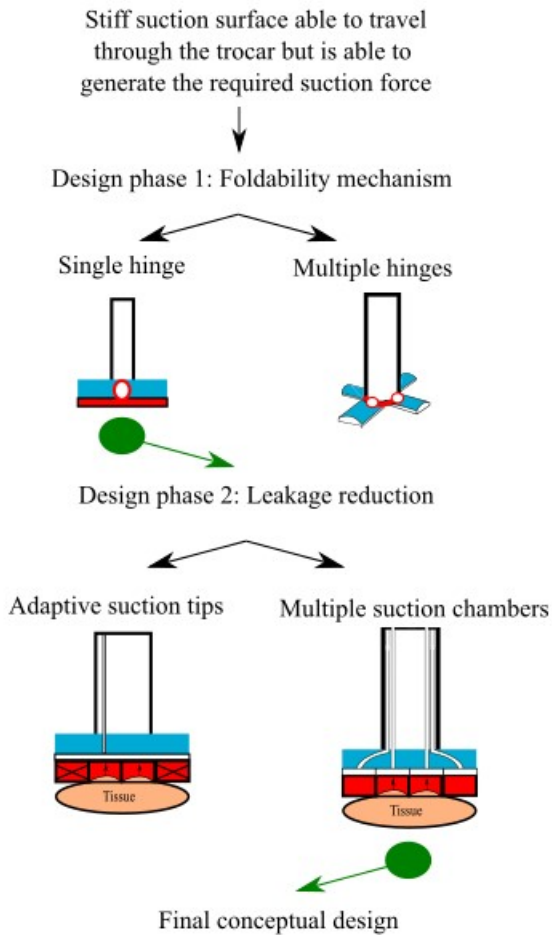 Stiff suction surface able to travel
through the trocar but is able to
generate the required suction force
Design phase 1: Foldability mechanism
Single hinge
Multiple hinges
Design phase 2: Leakage reduction
Adaptive suction tips
Multiple suction chambers
Tissue
Tissue
Final conceptual design